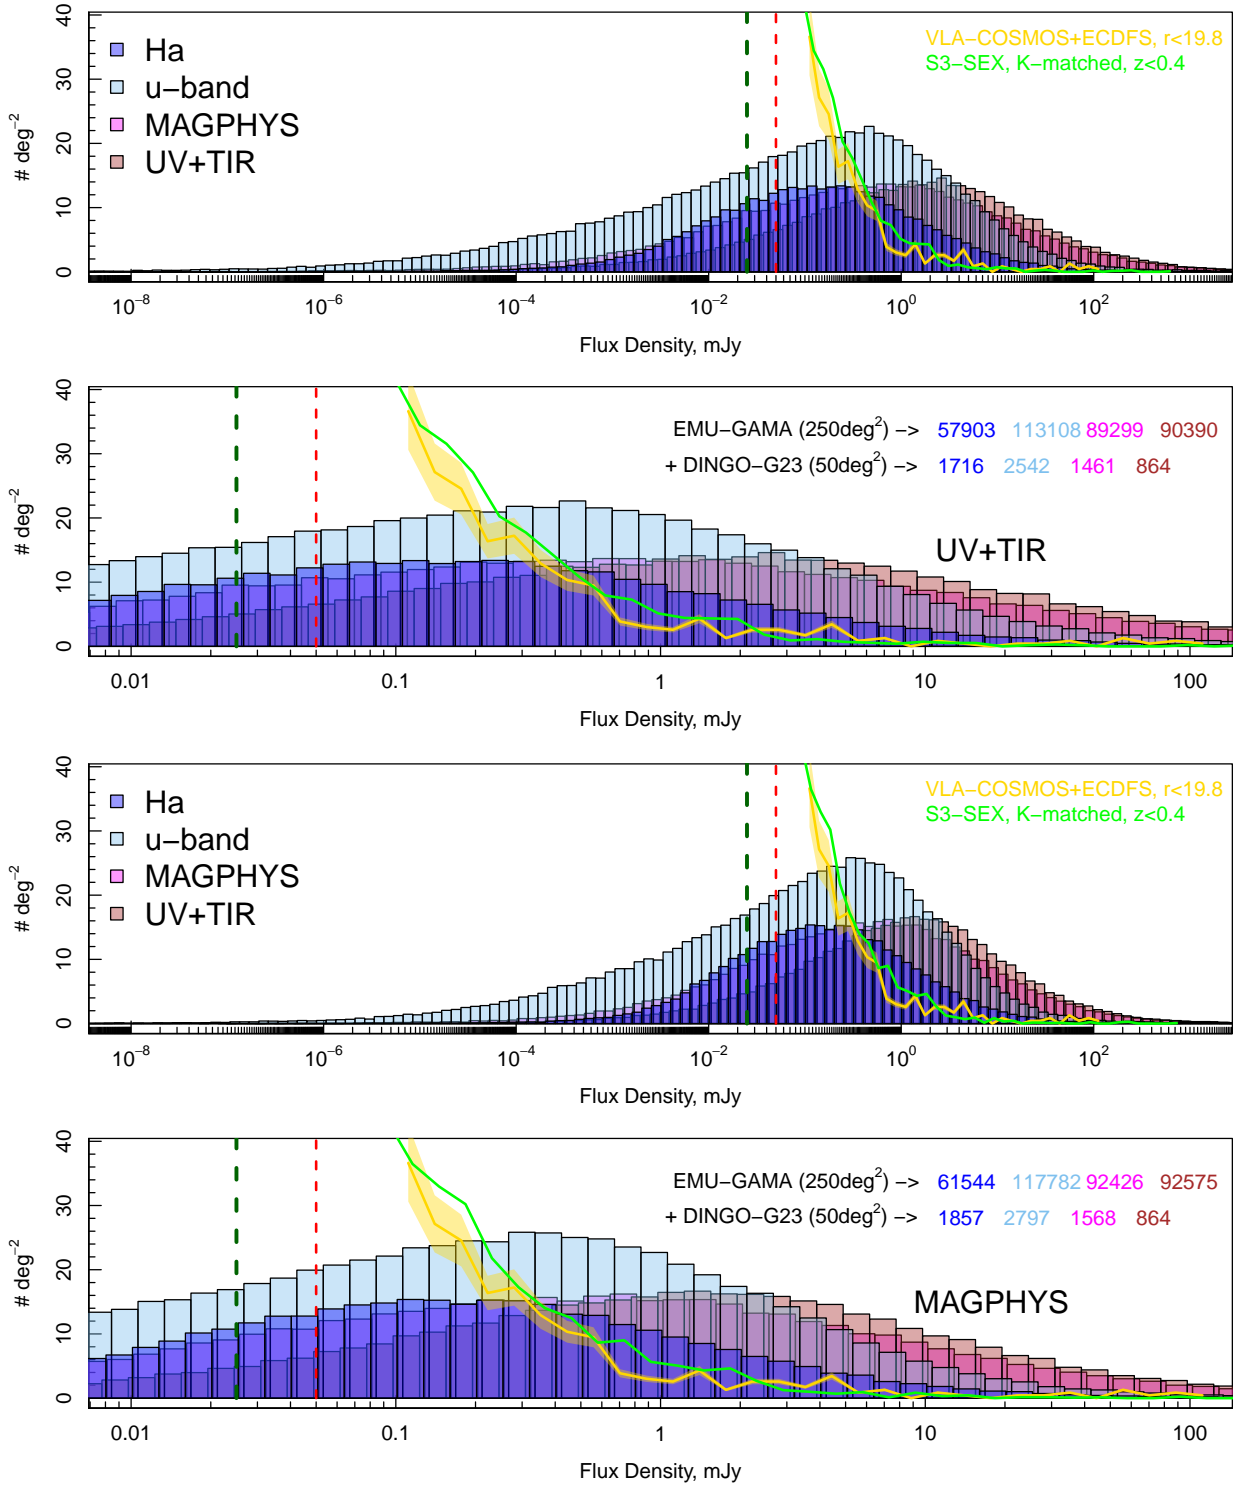 40
30
20
10
0
# deg−2
Ha
u−band
MAGPHYS
UV+TIR
VLA−COSMOS+ECDFS, r<19.8
S3−SEX, K−matched, z<0.4
10−8 10−6 10−4 10−2 100 102
Flux Density, mJy
40
30
20
10
0
# deg−2
EMU−GAMA (250deg2) −> 57903 113108 89299 90390
+ DINGO−G23 (50deg2) −> 1716 2542 1461 864
UV+TIR
0.01 0.1 1 10 100
Flux Density, mJy
40
30
20
10
0
# deg−2
Ha
u−band
MAGPHYS
UV+TIR
VLA−COSMOS+ECDFS, r<19.8
S3−SEX, K−matched, z<0.4
10−8 10−6 10−4 10−2 100 102
Flux Density, mJy
40
30
20
10
0
# deg−2
EMU−GAMA (250deg2) −> 61544 117782 92426 92575
+ DINGO−G23 (50deg2) −> 1857 2797 1568 864
MAGPHYS
0.01 0.1 1 10 100
Flux Density, mJy